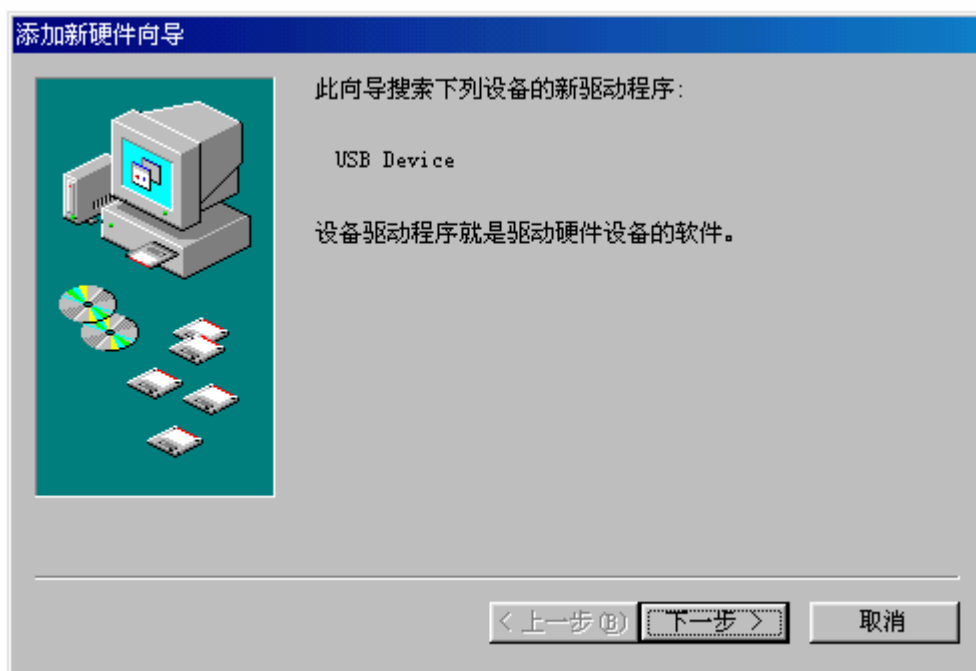 添加新硬件向导
此向导搜索下列设备的新驱动程序:
USB Device
设备驱动程序就是驱动硬件设备的软件。
< 上一步(B) 下一步 > 取消